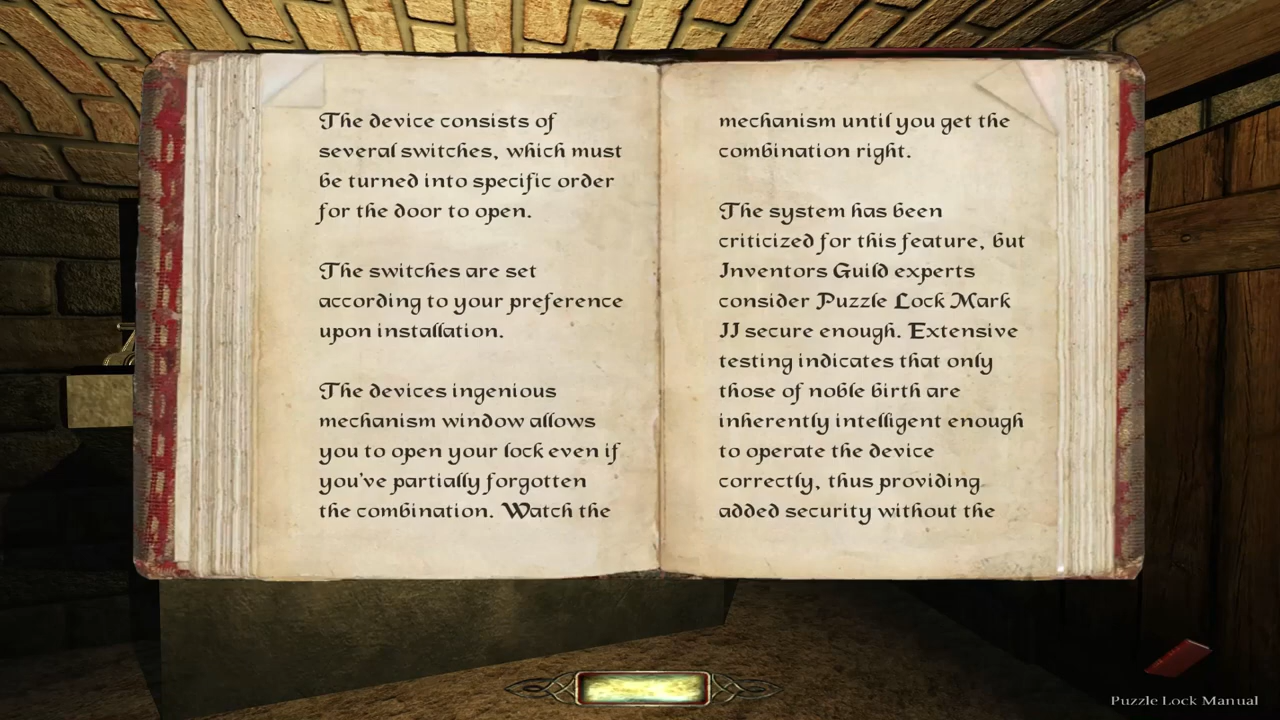 The device consists of
several switches, which must
be turned into specific order
for the door to open.
The switches are set
according to your preference
upon installation.
The devices ingenious
mechanism window allows
you to open your lock even if
you've partially forgotten
the combination. Watch the
mechanism until you get the
combination right.
The system has been
criticized for this feature, but
Inventors Guild experts
consider Puzzle Lock Mark
II secure enough. Extensive
testing indicates that only
those of noble birth are
inherently intelligent enough
to operate the device
correctly, thus providing
added security without the
Puzzle Lock Manual